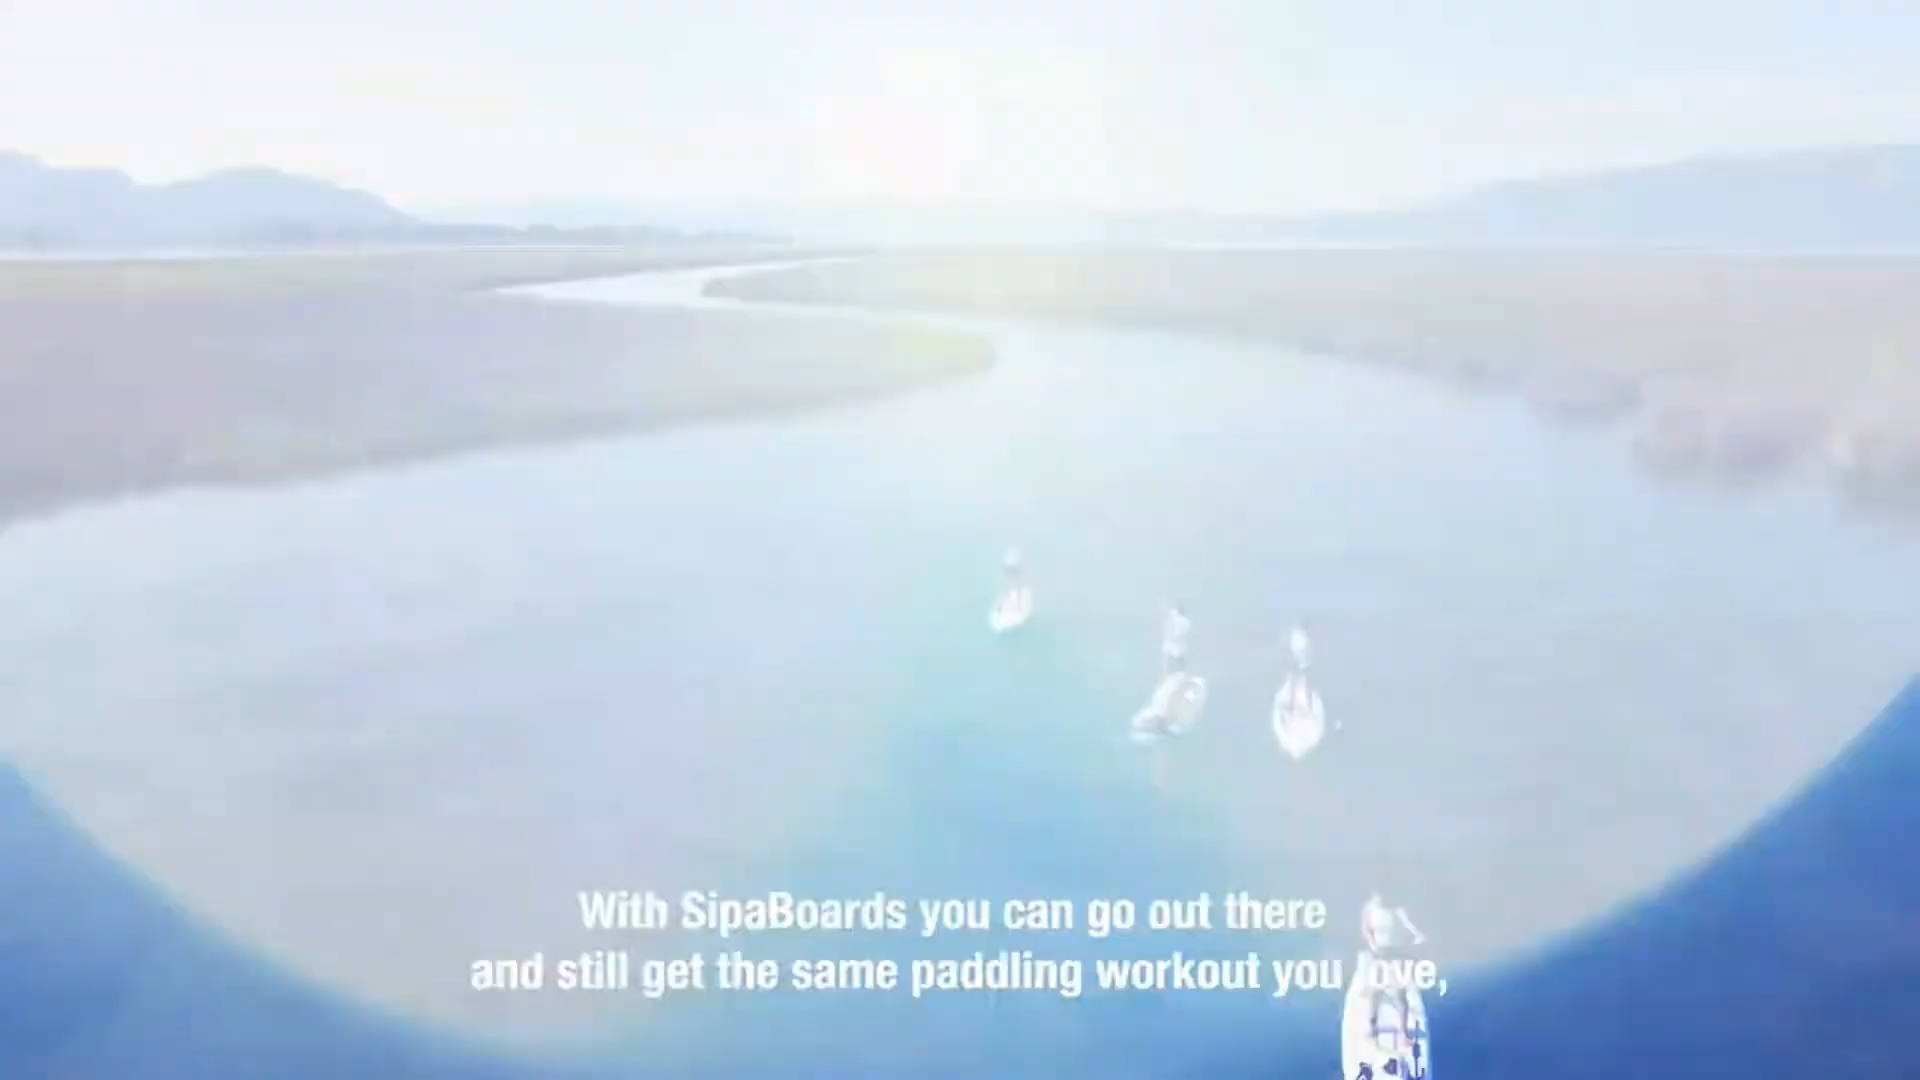 With SipaBoards you can go out there
and still get the same paddling workout you love,